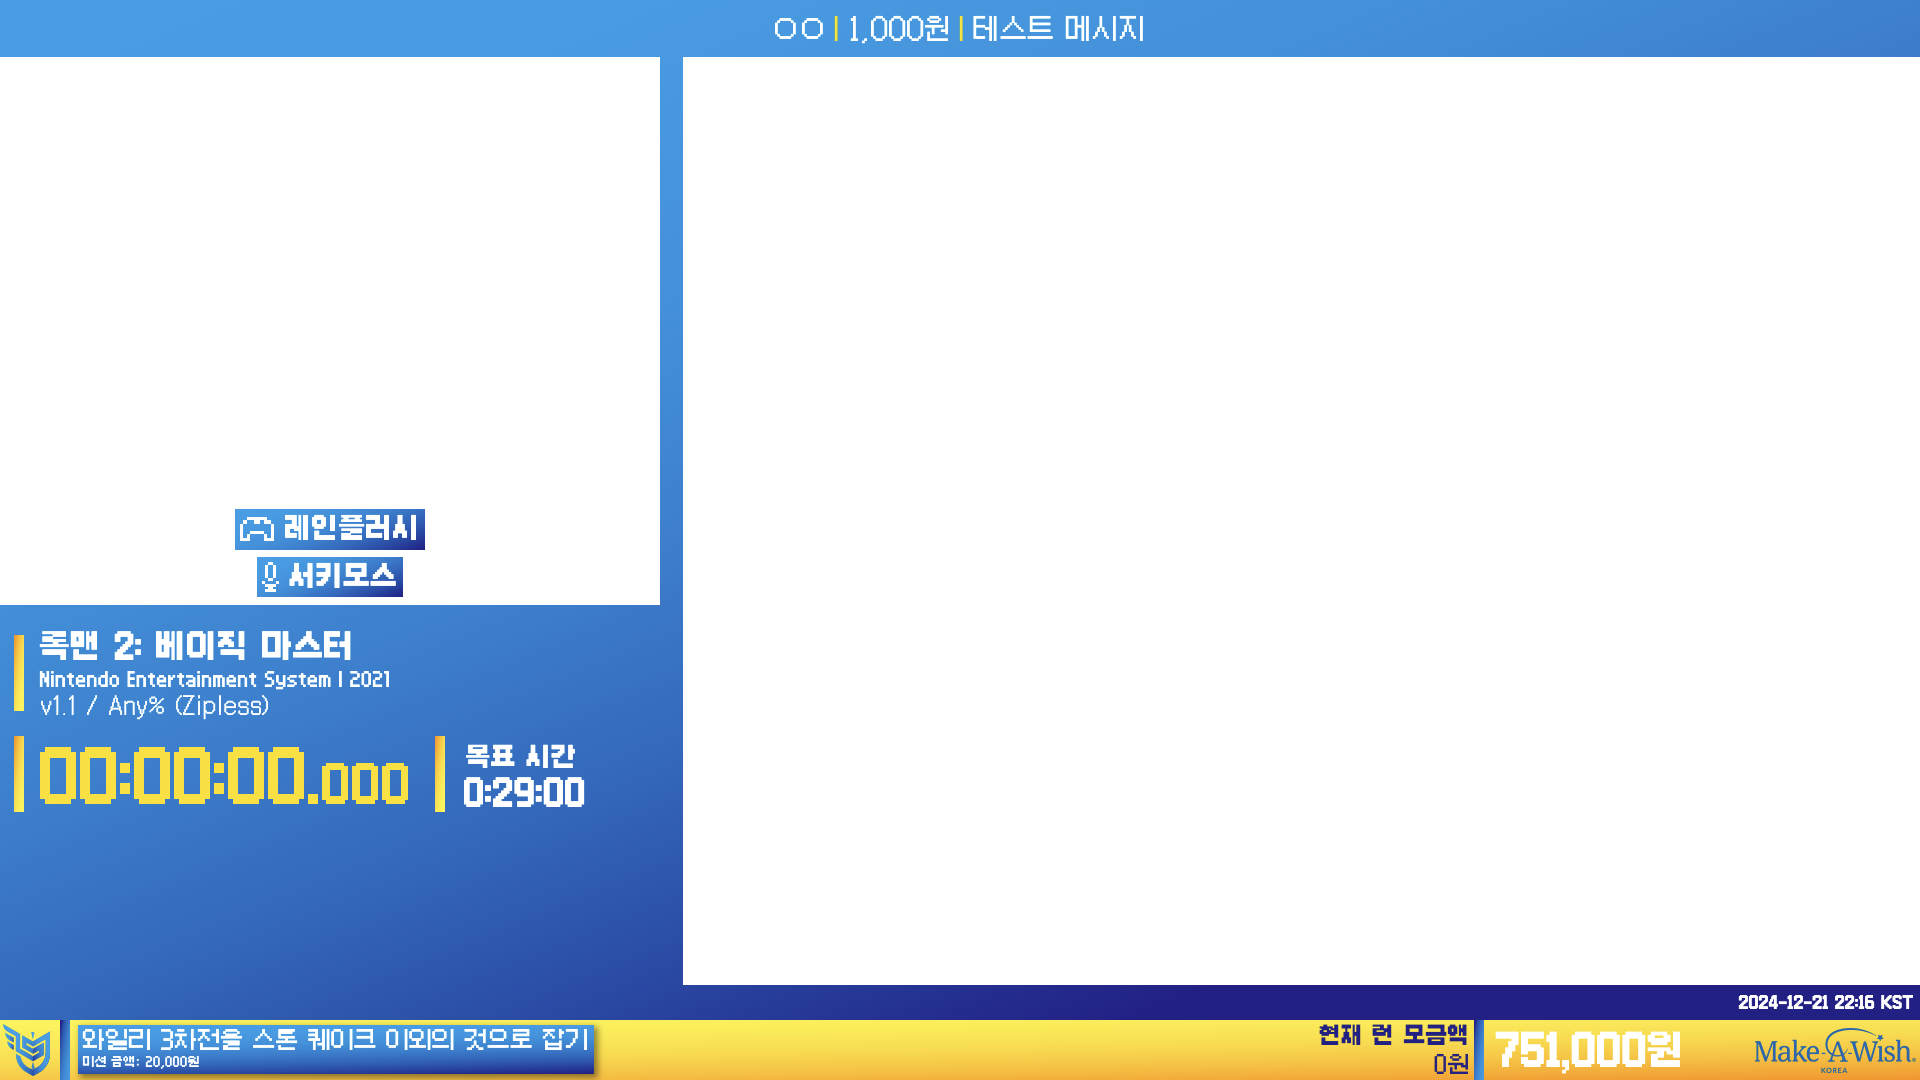 ㅇㅇ | 1,000원 | 테스트 메시지
레인플러시
서키모스
록맨 2: 베이직 마스터
Nintendo Entertainment System | 2021
v1.1 / Any% (Zipless)
00:00:00.000
목표 시간
0:29:00
2024-12-21 22:16 KST
와일리 3차전을 스톤 퀘이크 이외의 것으로 잡기
미션 금액: 20,000원
현재 런 모금액
0원
751,000원
Make-A-Wish.
KOREA